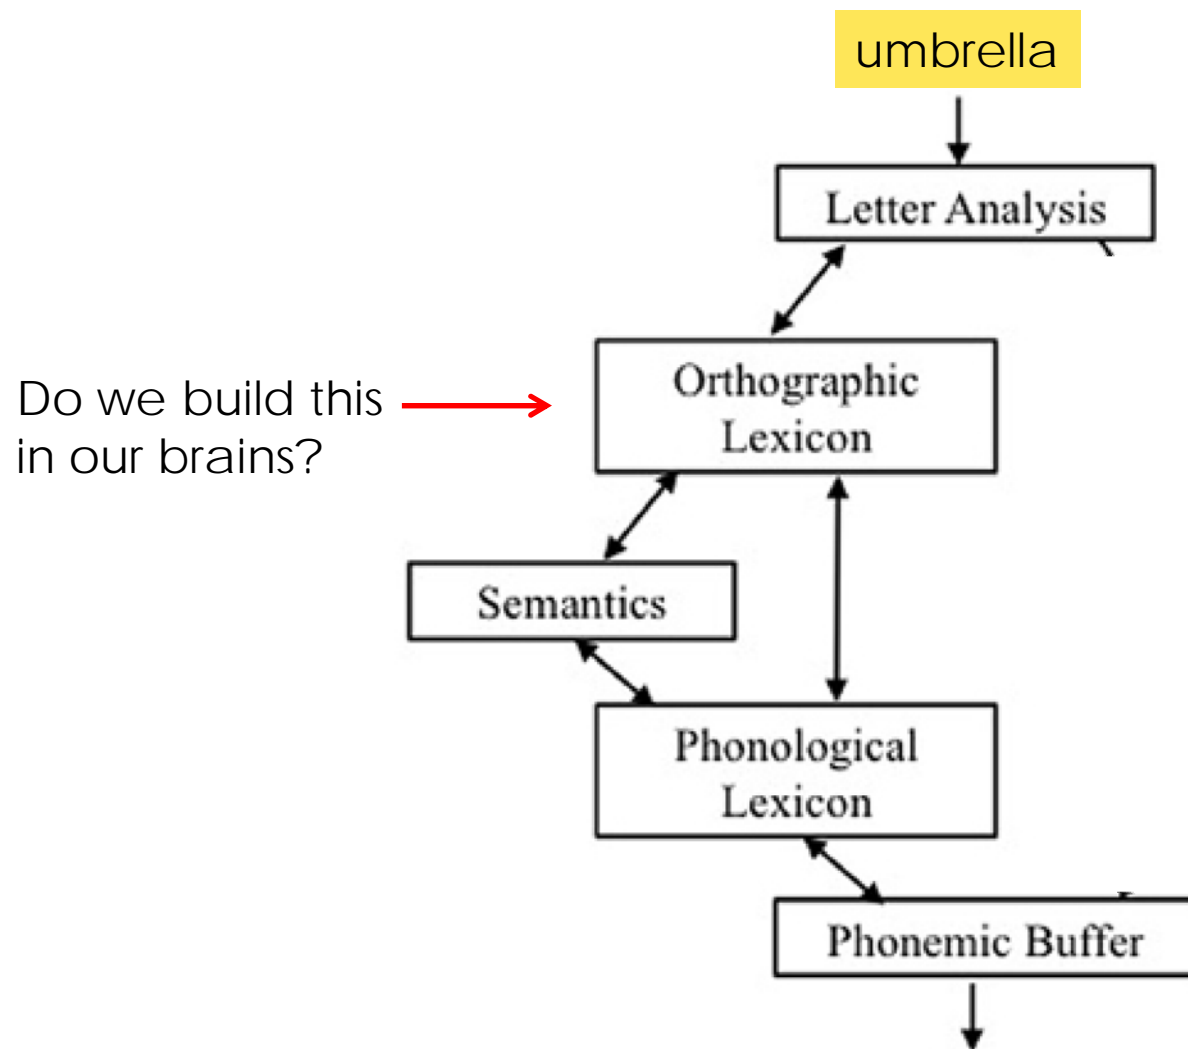 umbrella
Letter Analysis
Orthographic
Lexicon
Do we build this
in our brains?
Semantics
Phonological
Lexicon
Phonemic Buffer